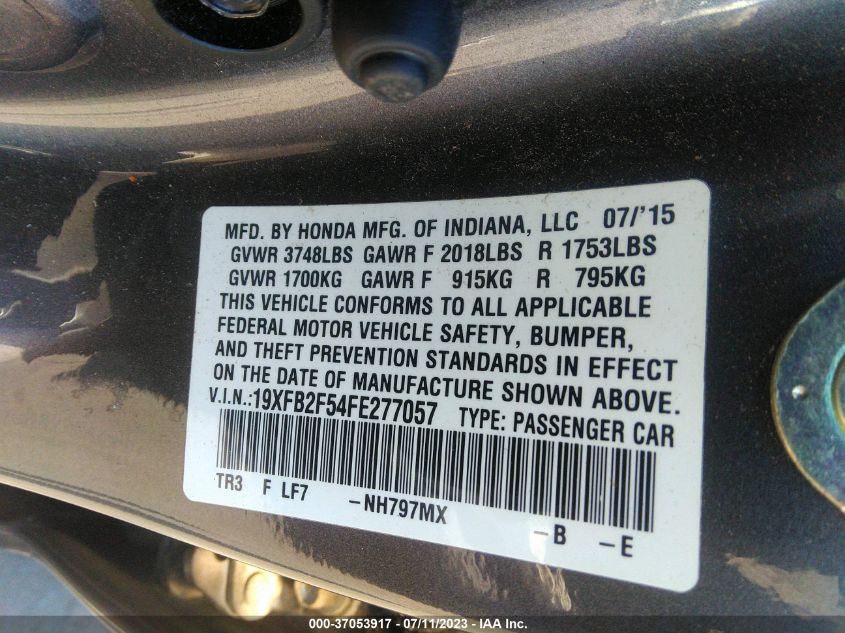 MFD. BY HONDA MFG. OF INDIANA, LLC 07/'15
GVWR 3748LBS GAWR F 2018LBS R 1753LBS
GVWR 1700KG GAWR F 915KG R 795KG
THIS VEHICLE CONFORMS TO ALL APPLICABLE
FEDERAL MOTOR VEHICLE SAFETY, BUMPER,
AND THEFT PREVENTION STANDARDS IN EFFECT
ON THE DATE OF MANUFACTURE SHOWN ABOVE.
V.I.N.:19XFB2F54FE277057 TYPE: PASSENGER CAR
TR3 F LF7 -NH797MX -B -E
000-37053917 - 07/11/2023 - IAA Inc.